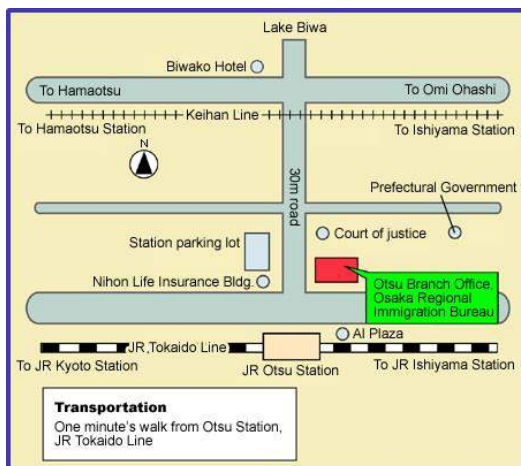 Lake Biwa
Biwako Hotel
To Hamaotsu
To Omi Ohashi
Keihan Line
To Hamaotsu Station
To Ishiyama Station
N
30m road
Prefectural Government
Station parking lot
Court of justice
Nihon Life Insurance Bldg.
Otsu Branch Office,
Osaka Regional
Immigration Bureau
Al Plaza
JR Tokaido Line
To JR Kyoto Station
JR Otsu Station
To JR Ishiyama Station
Transportation
One minute's walk from Otsu Station,
JR Tokaido Line